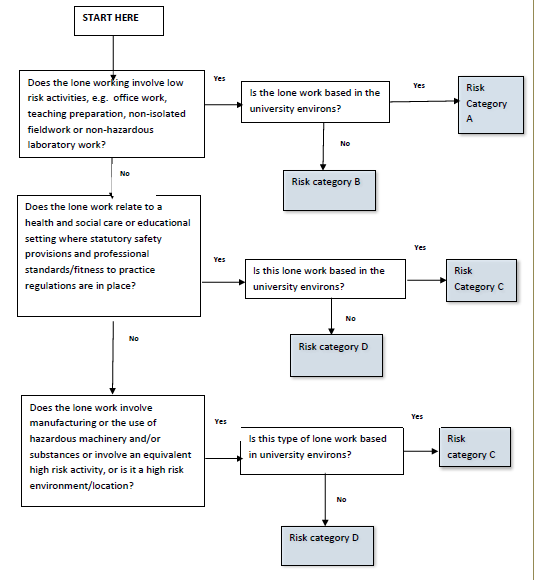 START HERE
Does the lone working involve low
risk activities, e.g. office work,
teaching preparation, non-isolated
fieldwork or non-hazardous
laboratory work?
Yes
Is the lone work based in the
university environs?
Yes
Risk
Category
A
No
Risk category B
No
Does the lone work relate to a
health and social care or educational
setting where statutory safety
provisions and professional
standards/fitness to practice
regulations are in place?
Yes
Is this lone work based in the
university environs?
Yes
Risk
Category C
No
Risk category D
No
Does the lone work involve
manufacturing or the use of
hazardous machinery and/or
substances or involve an equivalent
high risk activity, or is it a high risk
environment/location?
Yes
Is this type of lone work based
in university environs?
Yes
Risk
category C
No
Risk category D